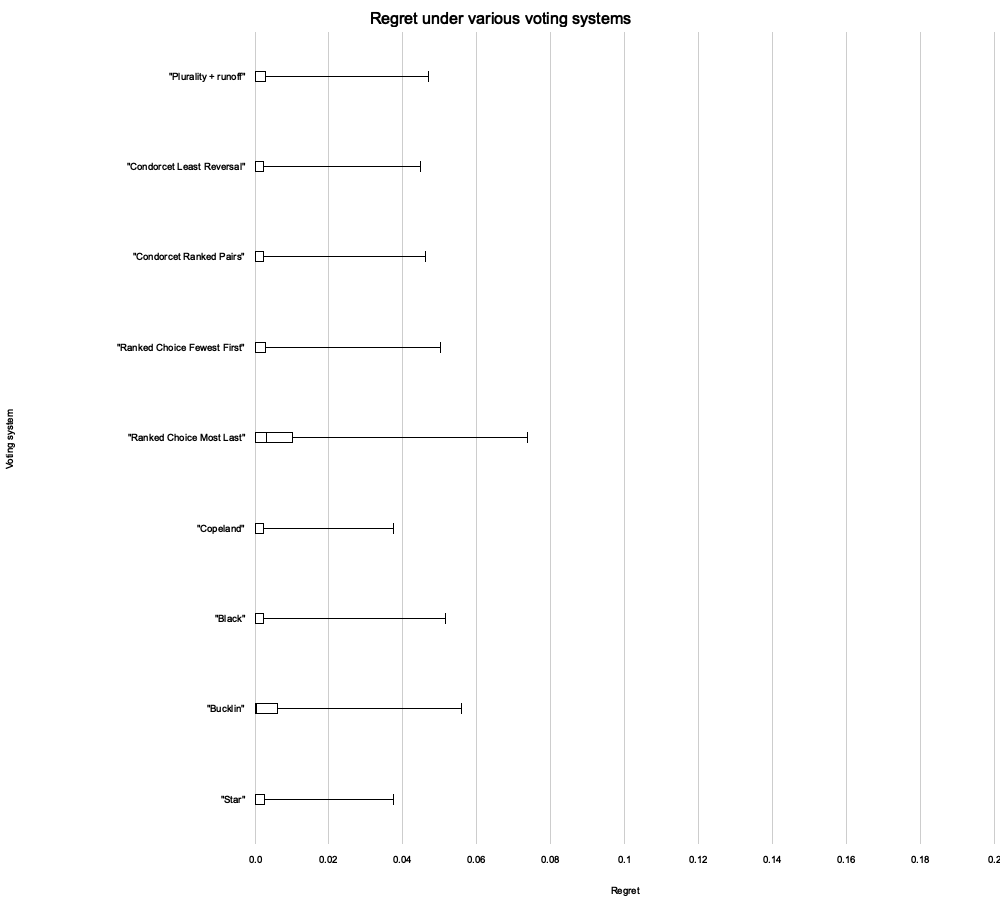 Regret under various voting systems
"Plurality + runoff"
"Condorcet Least Reversal"
"Condorcet Ranked Pairs"
"Ranked Choice Fewest First"
"Ranked Choice Most Last"
"Copeland"
"Black"
"Bucklin"
"Star"
Voting system
0.0 0.02 0.04 0.06 0.08 0.1 0.12 0.14 0.16 0.18 0.2
Regret